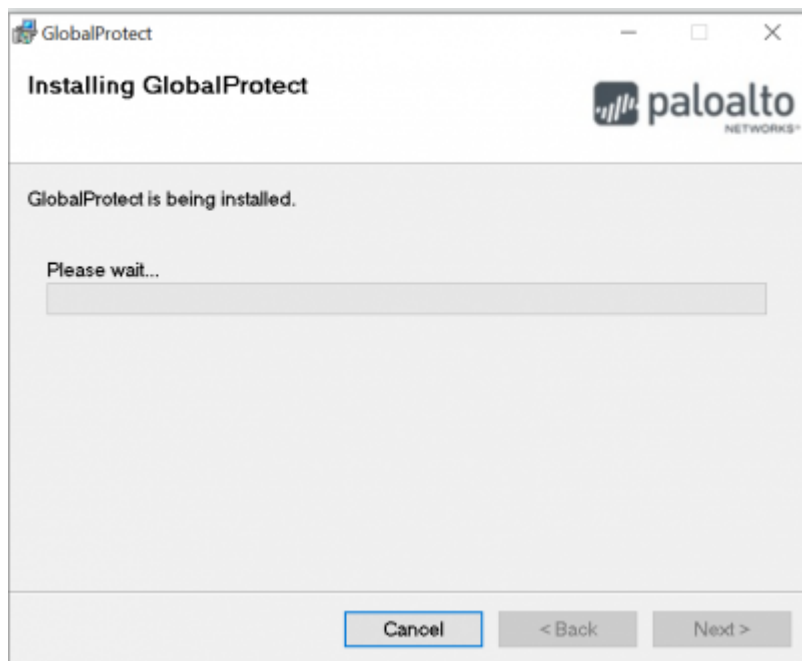 GlobalProtect
Installing GlobalProtect
paloalto
NETWORKS®
GlobalProtect is being installed.
Please wait...
Cancel
< Back
Next >